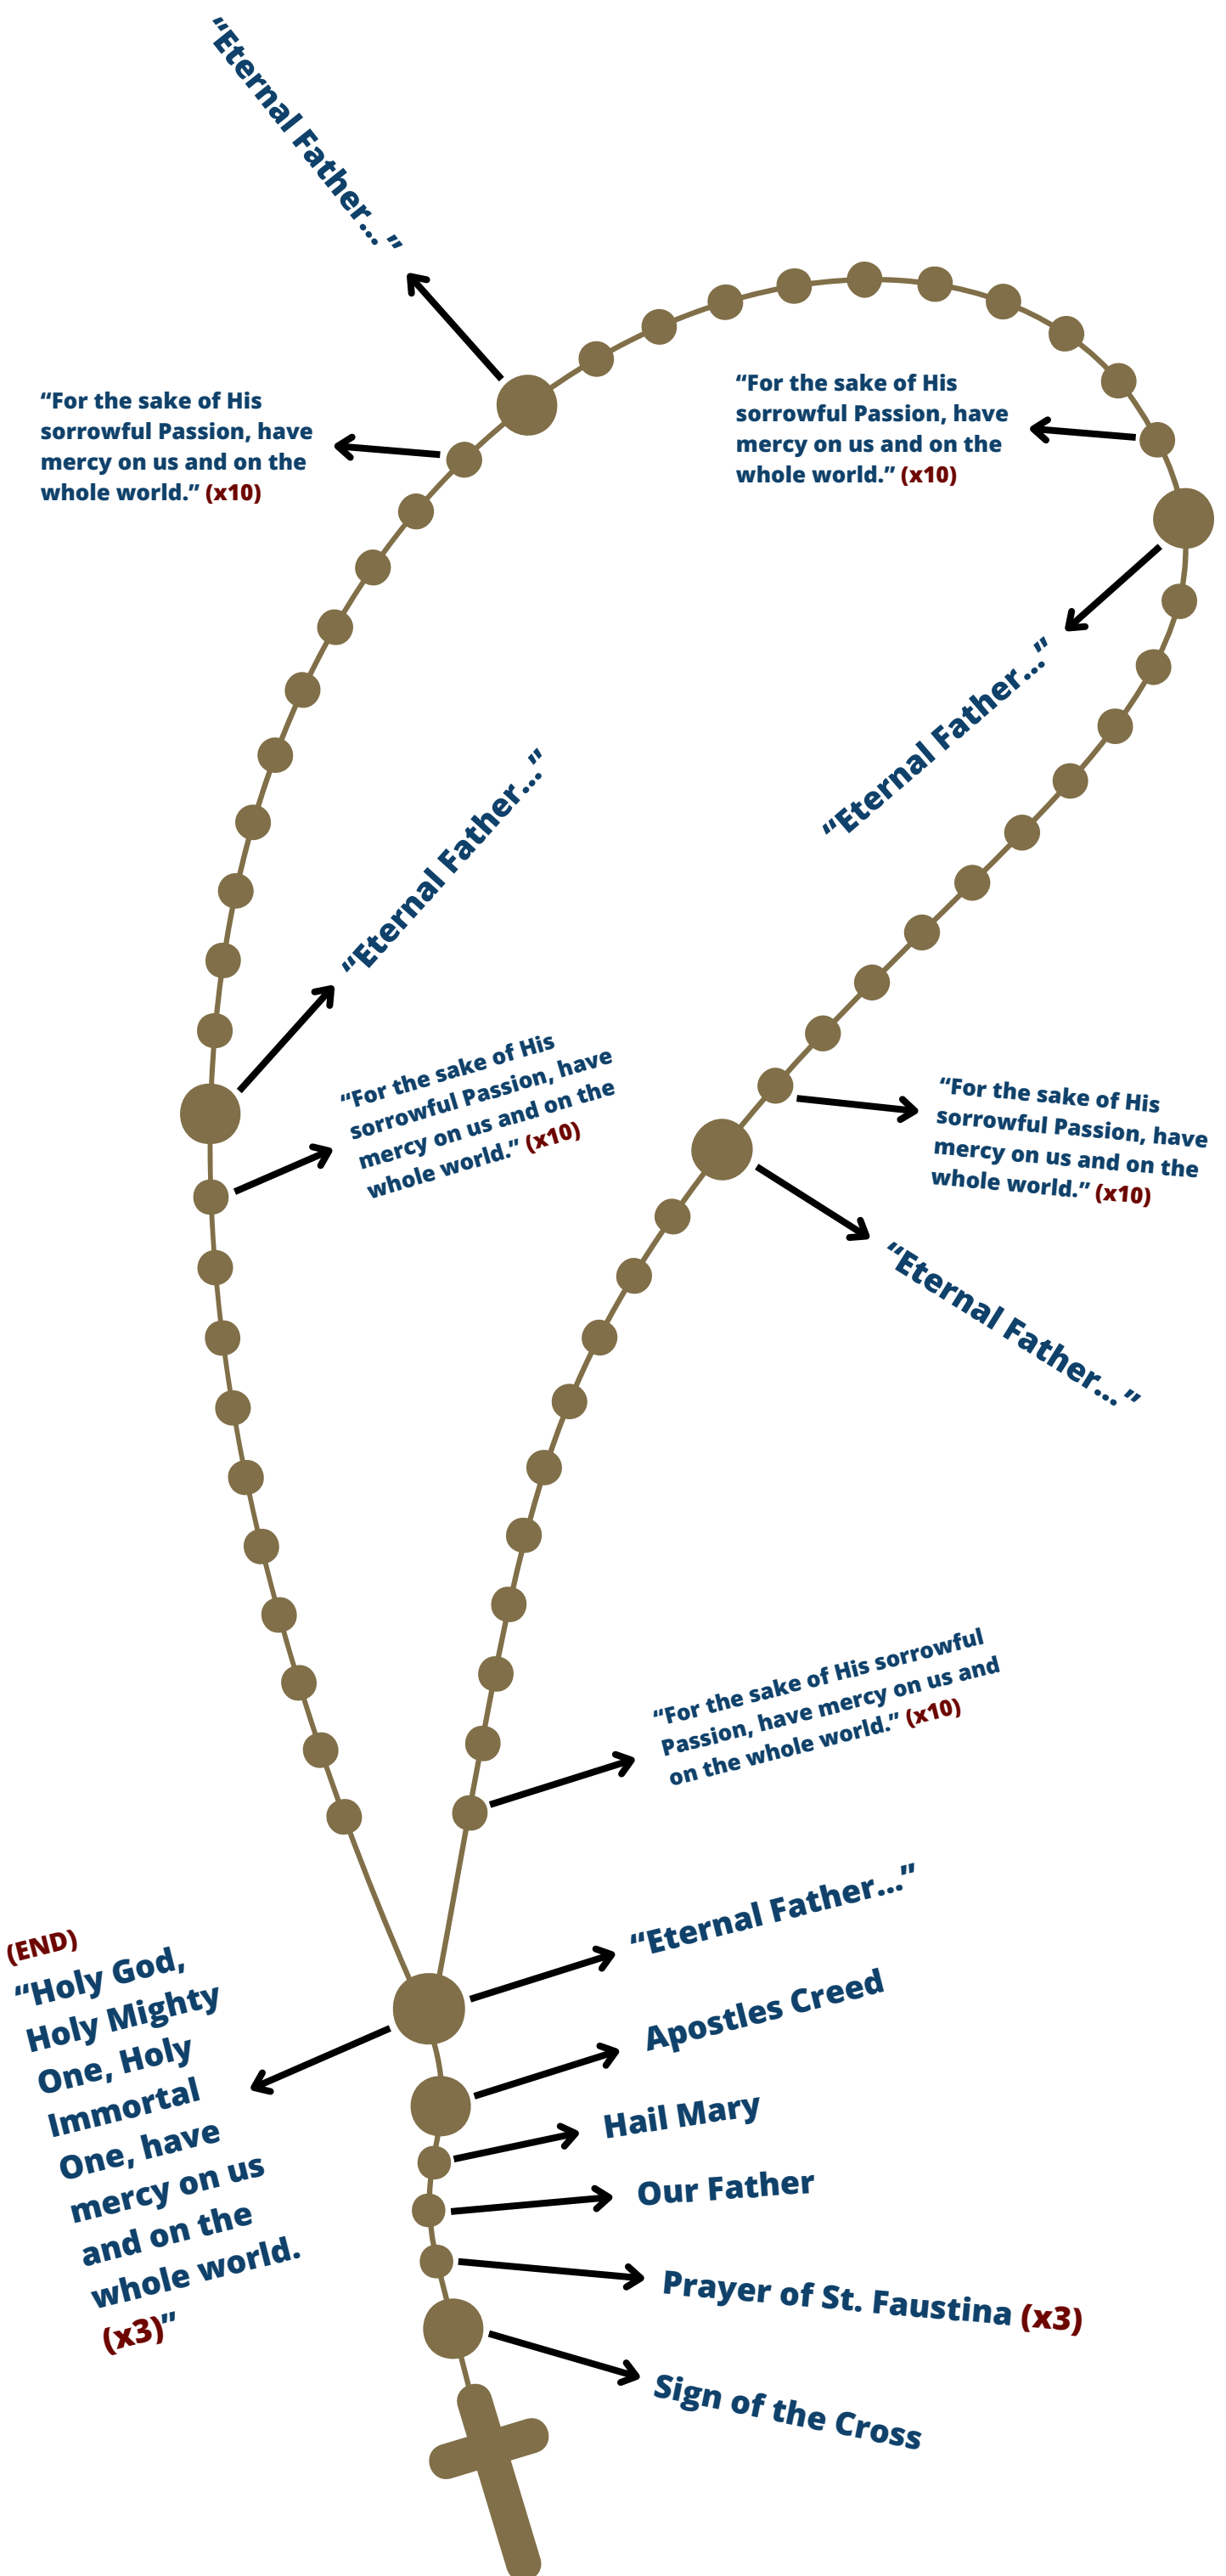 “Eternal Father... ”
“For the sake of His
sorrowful Passion, have
mercy on us and on the
whole world.” (x10)
“For the sake of His
sorrowful Passion, have
mercy on us and on the
whole world.” (x10)
“Eternal Father...”
“Eternal Father...”
“For the sake of His
sorrowful Passion, have
mercy on us and on the
whole world.” (x10)
“For the sake of His
sorrowful Passion, have
mercy on us and on the
whole world.” (x10)
“Eternal Father... ”
“For the sake of His sorrowful
Passion, have mercy on us and
on the whole world.” (x10)
“Eternal Father...”
Apostles Creed
Hail Mary
Our Father
Prayer of St. Faustina (x3)
Sign of the Cross
(END)
“Holy God,
Holy Mighty
One, Holy
Immortal
One, have
mercy on us
and on the
whole world.
(x3)”